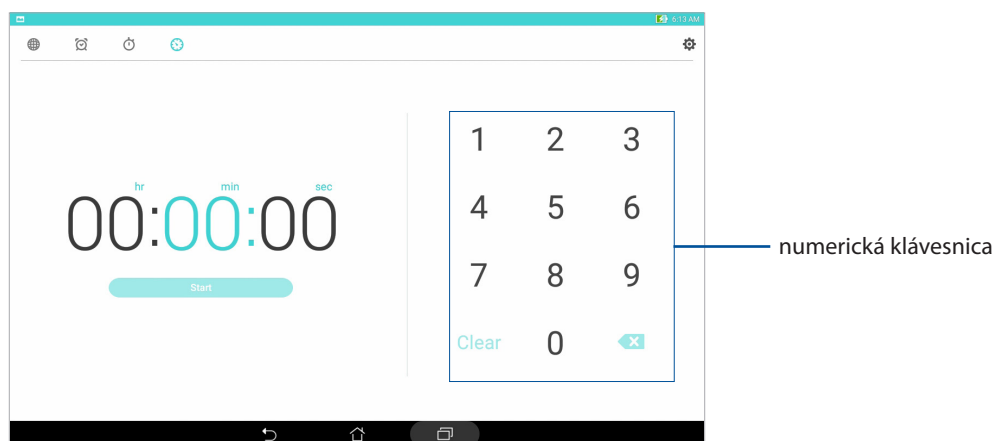 6:13 AM
hr min sec
00:00:00
Start
1 2 3
4 5 6
7 8 9
Clear 0
numerická klávesnica